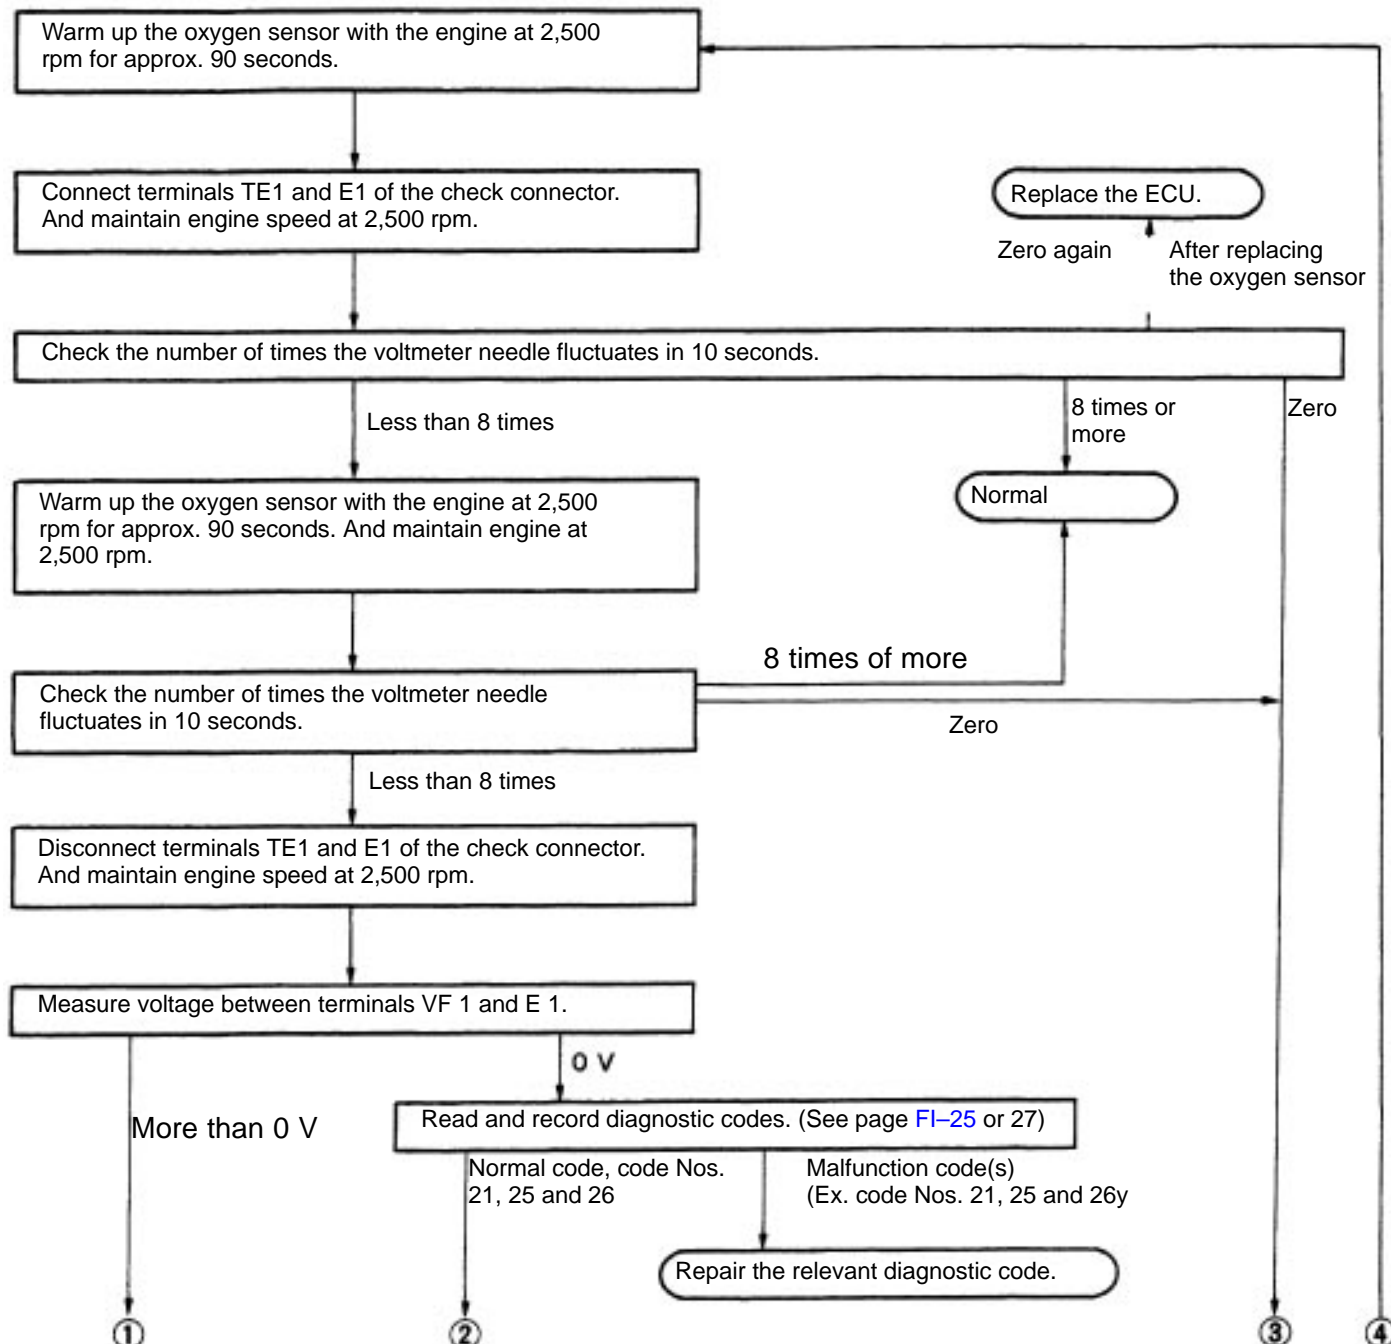 Warm up the oxygen sensor with the engine at 2,500
rpm for approx. 90 seconds.
Connect terminals TE1 and E1 of the check connector.
And maintain engine speed at 2,500 rpm.
Replace the ECU.
Zero again
After replacing
the oxygen sensor
Check the number of times the voltmeter needle fluctuates in 10 seconds.
Less than 8 times
8 times or
more
Zero
Warm up the oxygen sensor with the engine at 2,500
rpm for approx. 90 seconds. And maintain engine at
2,500 rpm.
Normal
8 times of more
Check the number of times the voltmeter needle
fluctuates in 10 seconds.
Zero
Less than 8 times
Disconnect terminals TE1 and E1 of the check connector.
And maintain engine speed at 2,500 rpm.
Measure voltage between terminals VF 1 and E 1.
0 V
More than 0 V
Read and record diagnostic codes. (See page FI–25 or 27)
Normal code, code Nos.
21, 25 and 26
Malfunction code(s)
(Ex. code Nos. 21, 25 and 26y
Repair the relevant diagnostic code.
① ② ③ ④